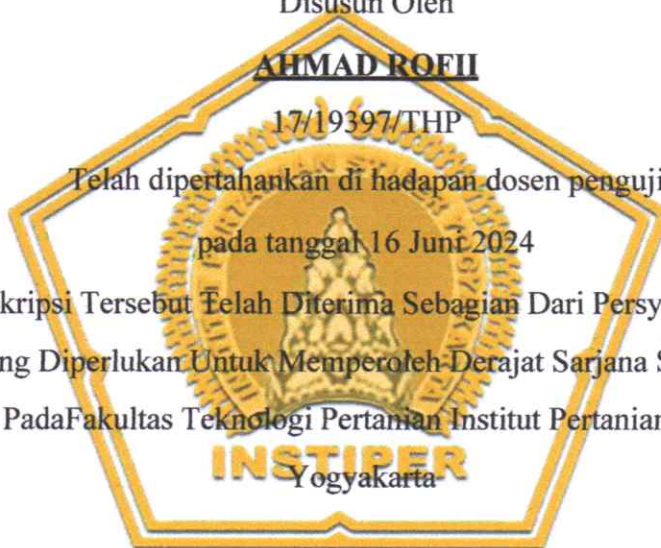 Disusun Oleh
AHMAD ROFII
17/19397/THP
Telah dipertahankan di hadapan dosen penguji
pada tanggal 16 Juni 2024
kripsi Tersebut Telah Diterima Sebagian Dari Persy
ng Diperlukan Untuk Memperoleh Derajat Sarjana S
PadaFakultas Teknologi Pertanian Institut Pertanian
INSTIPER
Yogyakarta